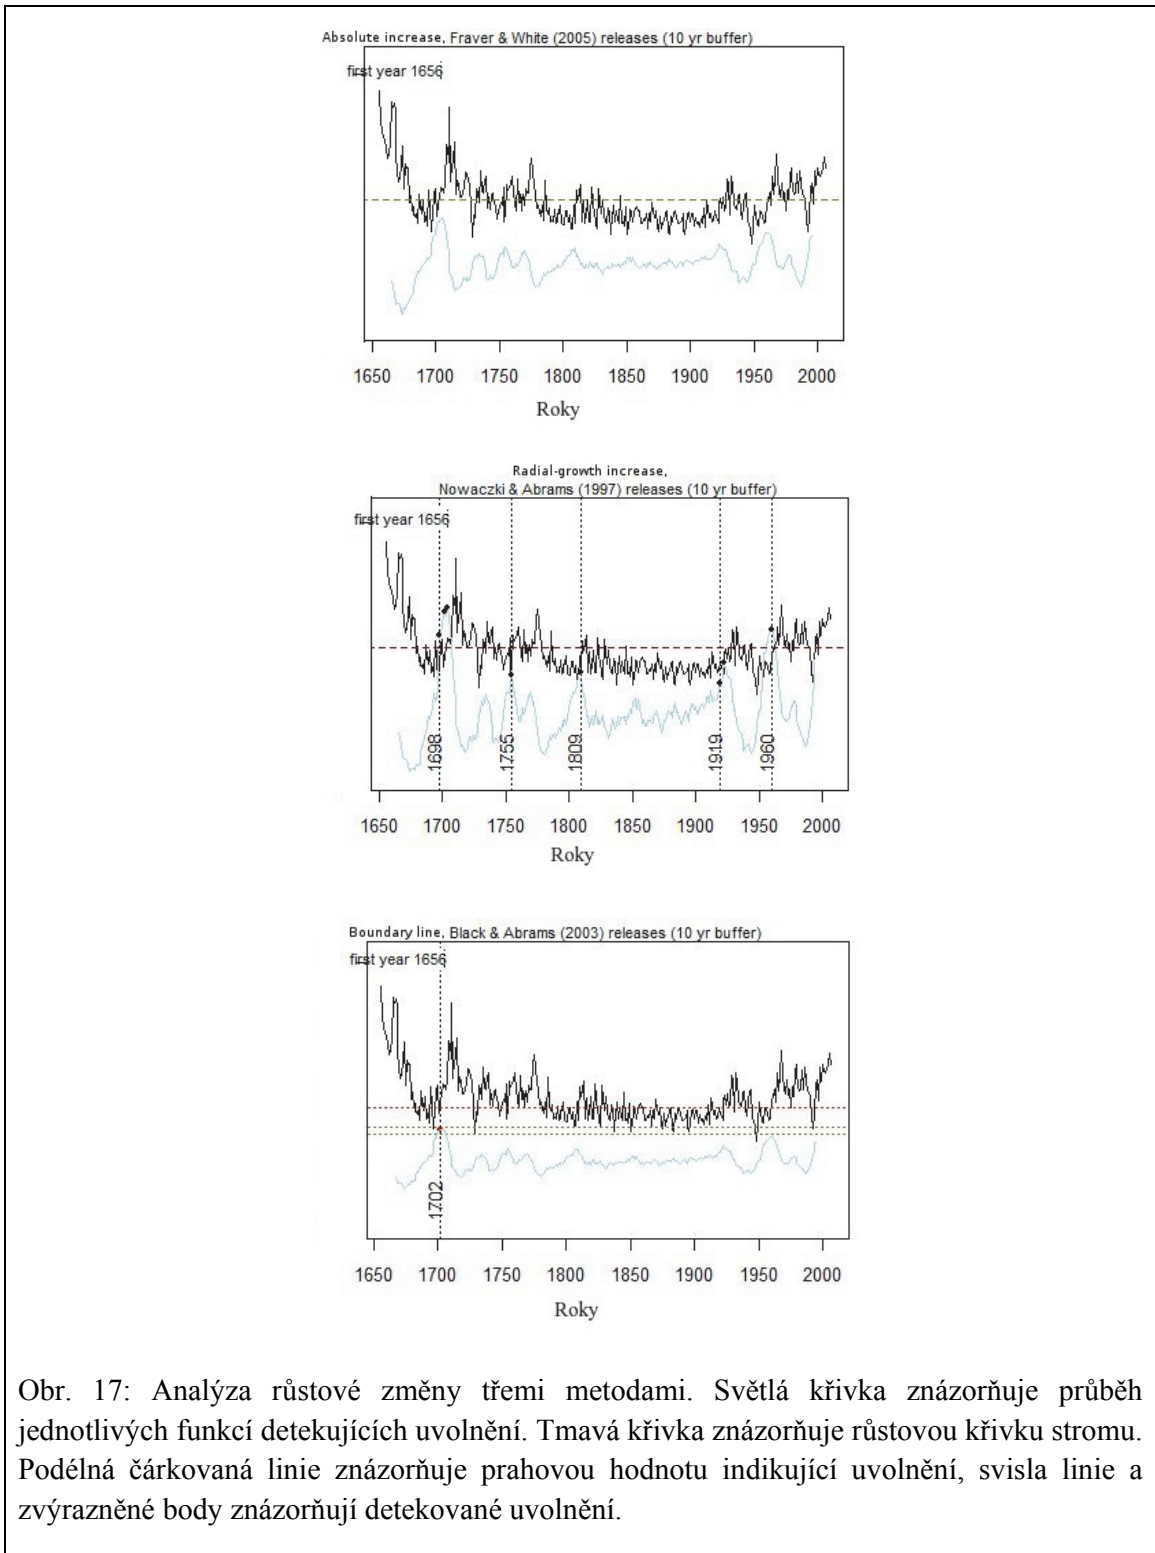 Absolute increase, Fraver & White (2005) releases (10 yr buffer)
first year 1656
1650 1700 1750 1800 1850 1900 1950 2000
Roky
Radial-growth increase,
Nowaczki & Abrams (1997) releases (10 yr buffer)
first year 1656
1698 1755 1809 1919 1960
1650 1700 1750 1800 1850 1900 1950 2000
Roky
Boundary line, Black & Abrams (2003) releases (10 yr buffer)
first year 1656
1702
1650 1700 1750 1800 1850 1900 1950 2000
Roky
Obr. 17: Analýza růstové změny třemi metodami. Světlá křivka znázorňuje průběh
jednotlivých funkcí detekujících uvolnění. Tmavá křivka znázorňuje růstovou křivku stromu.
Podélná čárkovaná linie znázorňuje prahovou hodnotu indikující uvolnění, svisla linie a
zvýrazněné body znázorňují detekované uvolnění.